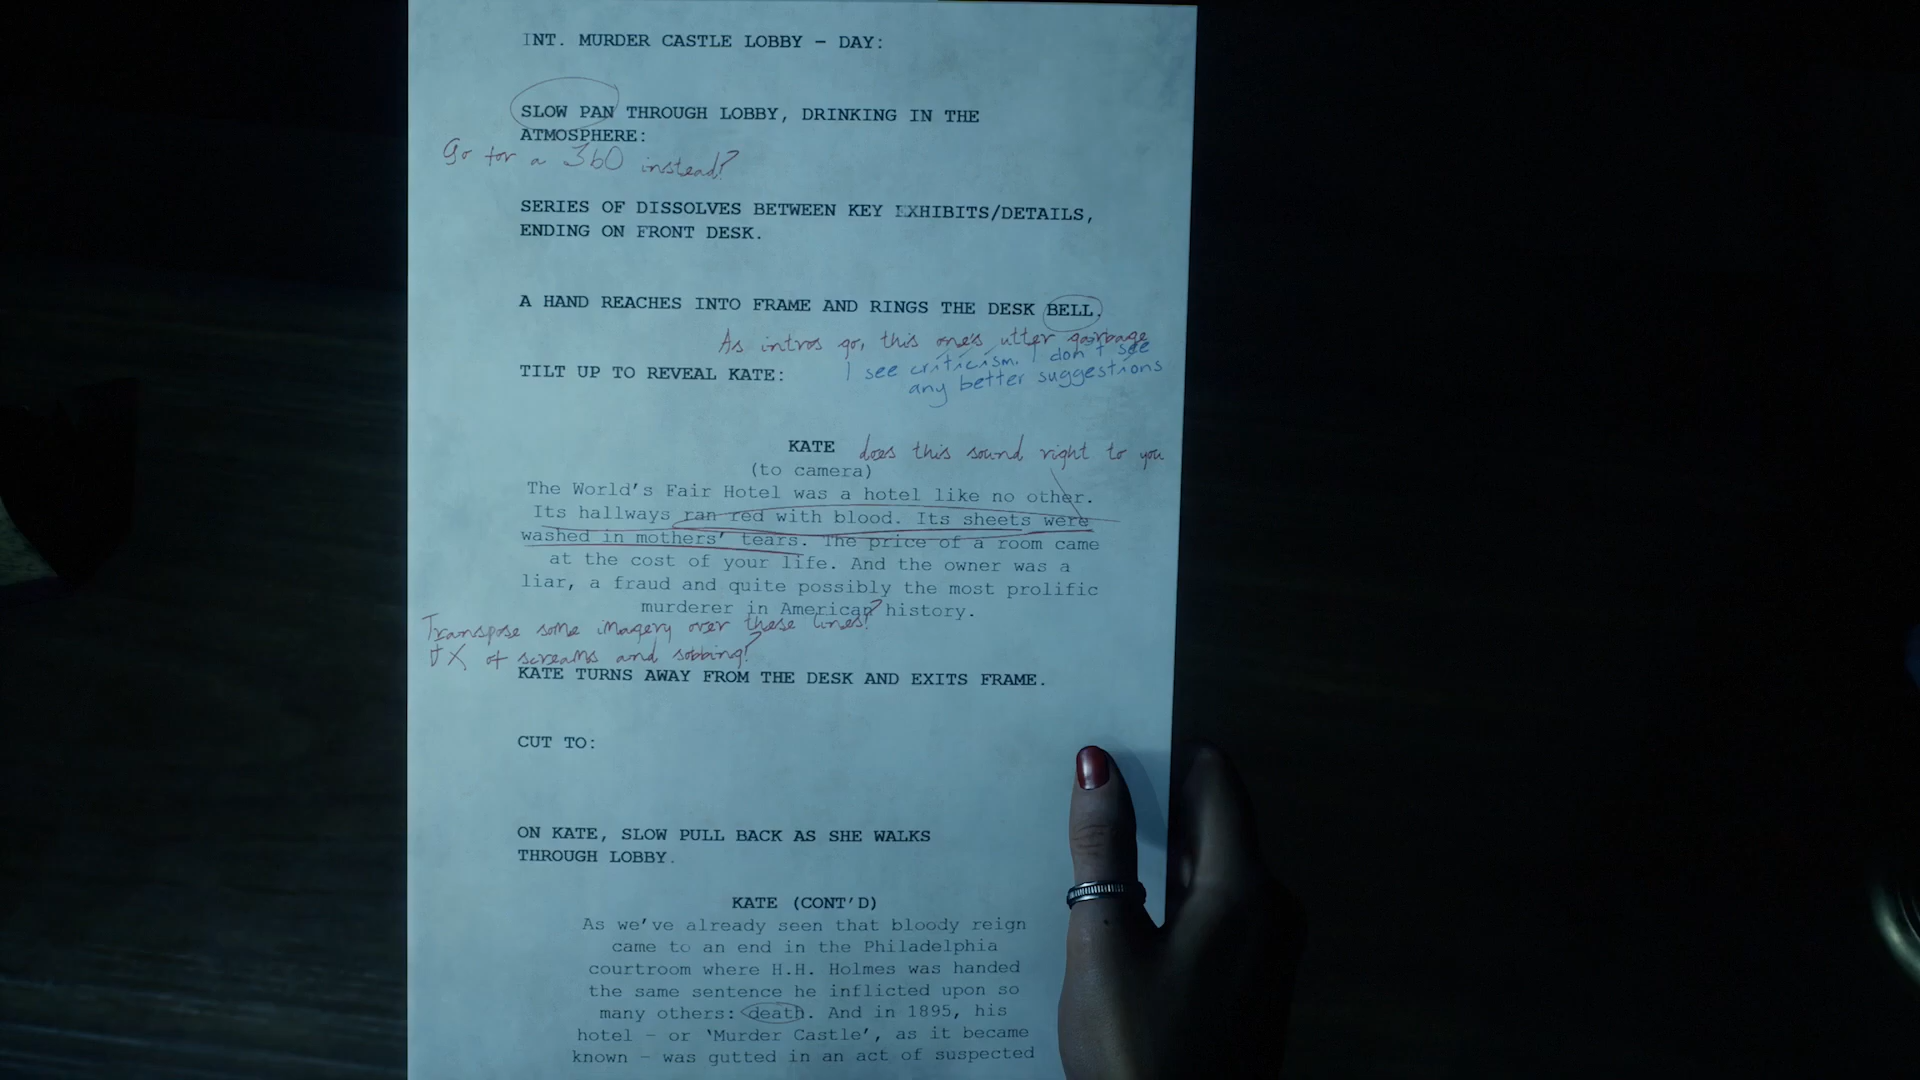 INT. MURDER CASTLE LOBBY – DAY:
SLOW PAN THROUGH LOBBY, DRINKING IN THE
ATMOSPHERE:
Go for a 360 instead?
SERIES OF DISSOLVES BETWEEN KEY EXHIBITS/DETAILS,
ENDING ON FRONT DESK.
A HAND REACHES INTO FRAME AND RINGS THE DESK BELL.
As intros go, this one's utter garbage
I see criticism. I don't see
any better suggestions
TILT UP TO REVEAL KATE:
KATE
does this sound right to you
(to camera)
The World's Fair Hotel was a hotel like no other.
Its hallways ran red with blood. Its sheets were
washed in mothers' tears. The price of a room came
at the cost of your life. And the owner was a
liar, a fraud and quite possibly the most prolific
murderer in American history.
Transpose some imagery over these lines?
FX of screams and sobbing?
KATE TURNS AWAY FROM THE DESK AND EXITS FRAME.
CUT TO:
ON KATE, SLOW PULL BACK AS SHE WALKS
THROUGH LOBBY.
KATE (CONT'D)
As we've already seen that bloody reign
came to an end in the Philadelphia
courtroom where H.H. Holmes was handed
the same sentence he inflicted upon so
many others: death. And in 1895, his
hotel – or 'Murder Castle', as it became
known – was gutted in an act of suspected